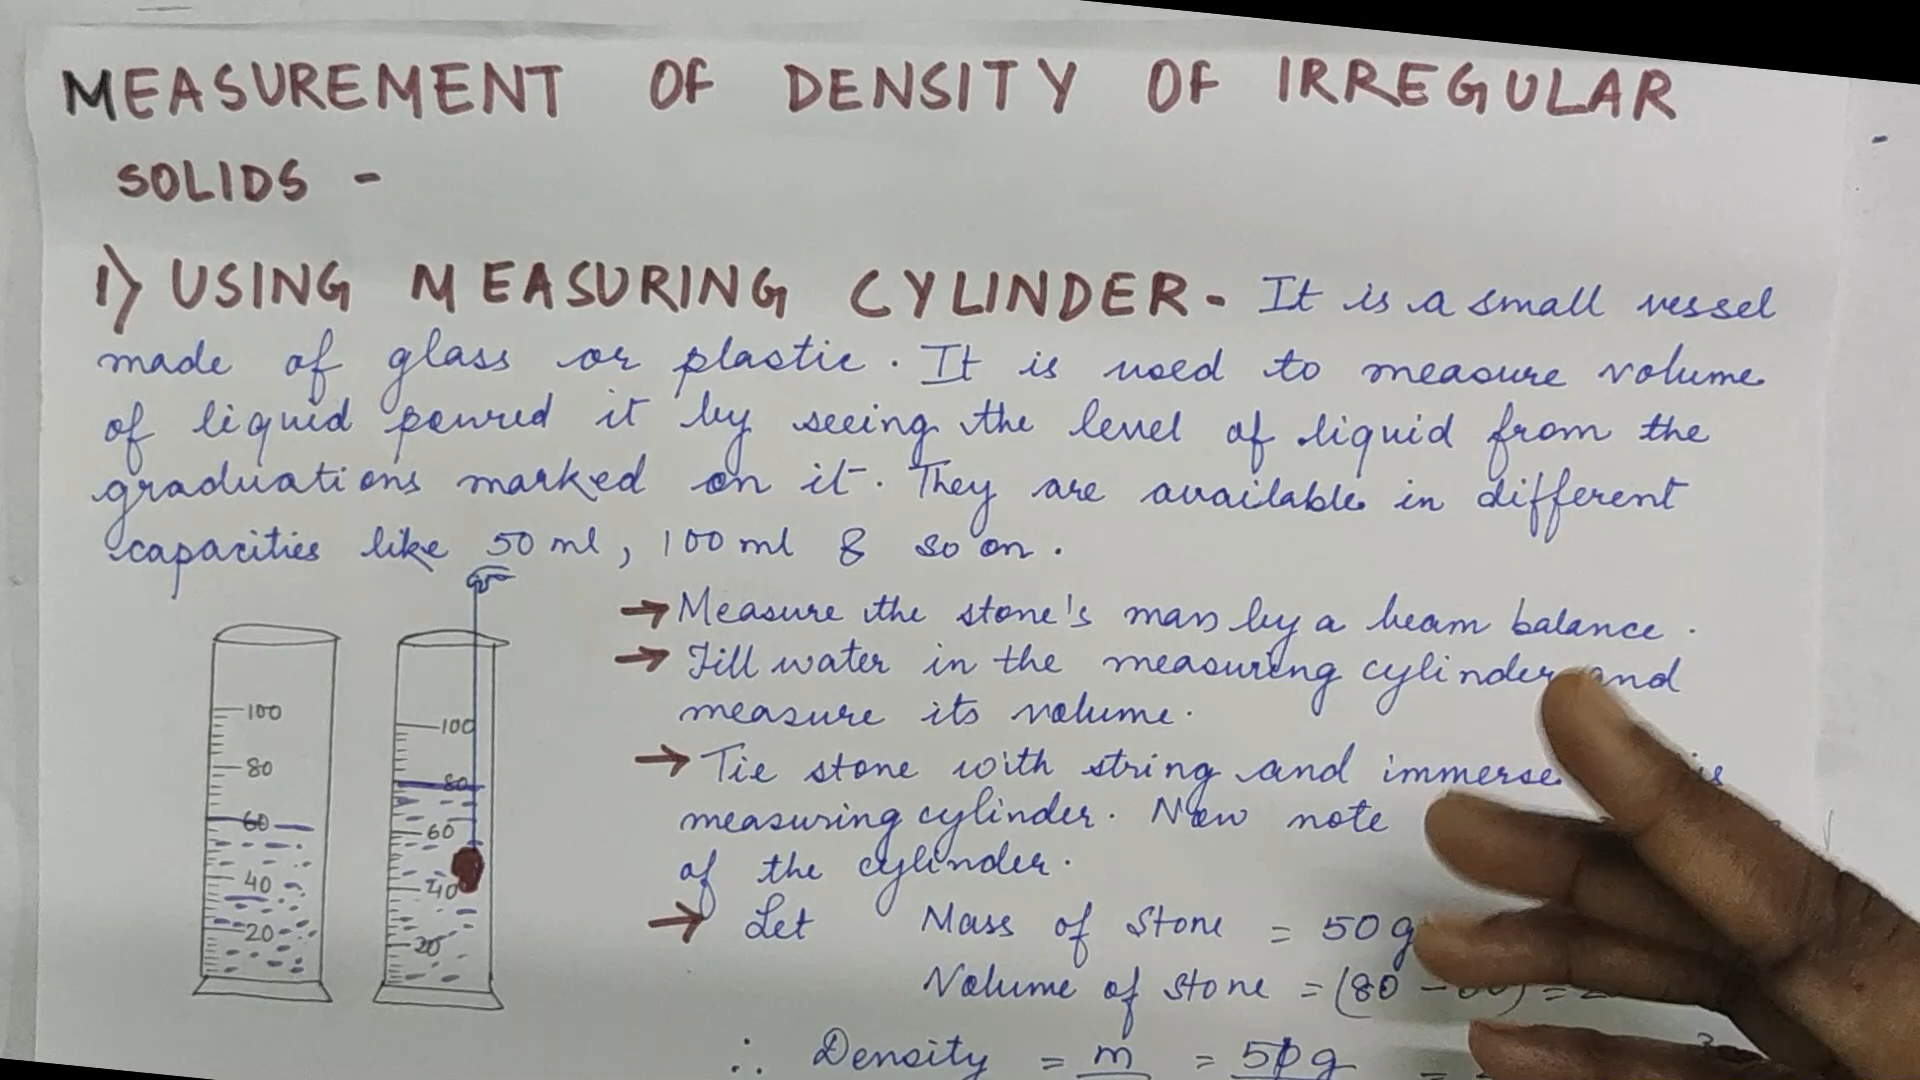 MEASUREMENT OF DENSITY OF IRREGULAR
SOLIDS -
1) USING MEASURING CYLINDER - It is a small vessel
made of glass or plastic. It is used to measure volume
of liquid poured it by seeing the level of liquid from the
graduations marked on it. They are available in different
capacities like 50 ml, 100 ml & so on.
→ Measure the stone's mass by a beam balance.
→ Fill water in the measuring cylinder and
measure its volume.
→ Tie stone with string and immerse
measuring cylinder. Now note
of the cylinder.
→ Let Mass of Stone = 50 g
Volume of stone = (80 -
∴ Density = m = 50 g =
100
80
60
40
20
100
80
60
40
20